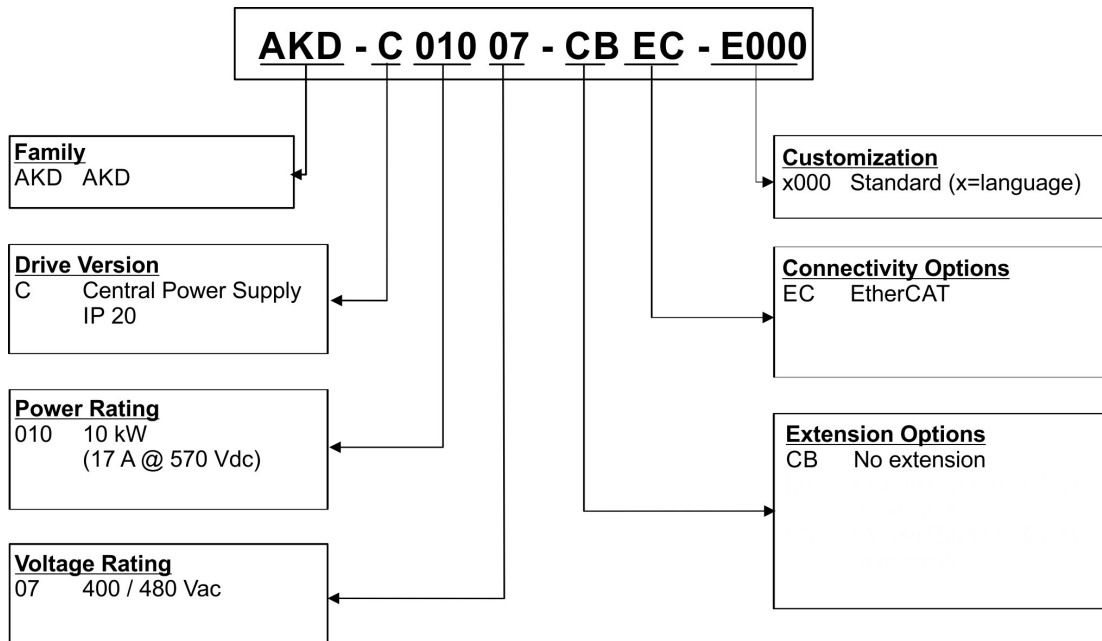 AKD - C 010 07 - CB EC - E000
Family
AKD AKD
Drive Version
C Central Power Supply
IP 20
Power Rating
010 10 kW
(17 A @ 570 Vdc)
Voltage Rating
07 400 / 480 Vac
Customization
x000 Standard (x=language)
Connectivity Options
EC EtherCAT
Extension Options
CB No extension